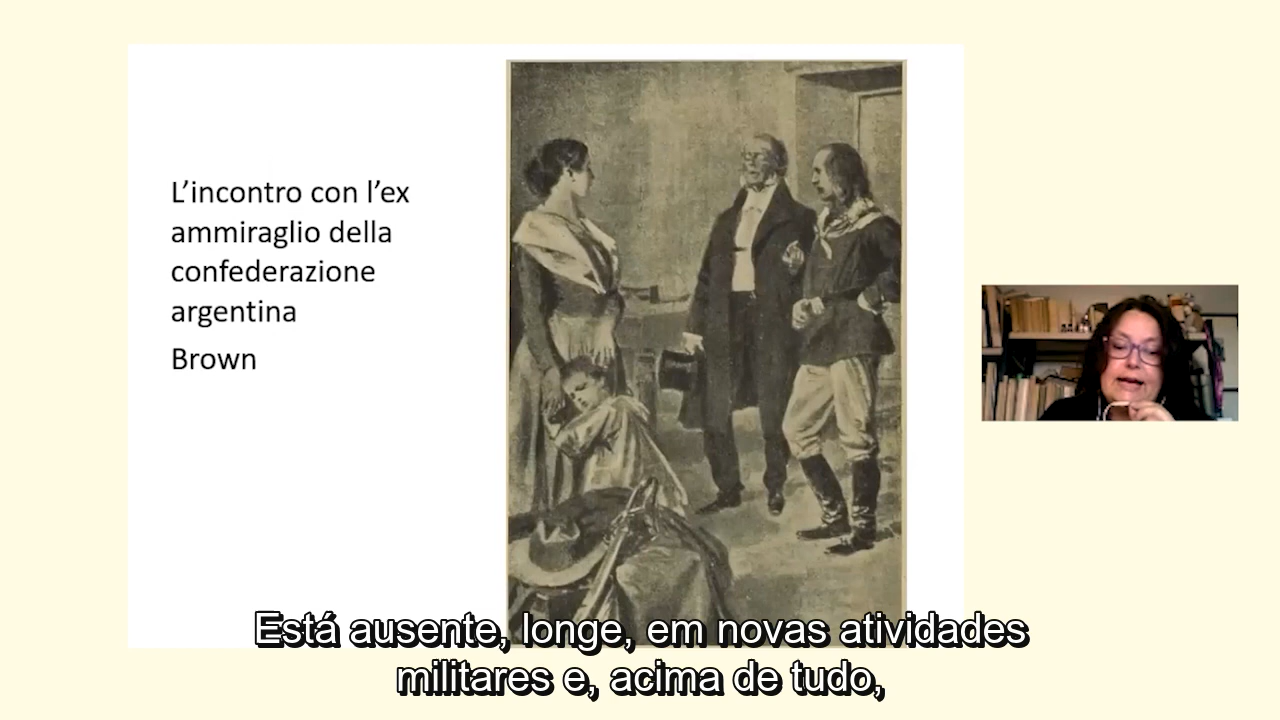 L’incontro con l’ex
ammiraglio della
confederazione
argentina
Brown
Está ausente, longe, em novas atividades
militares e, acima de tudo,